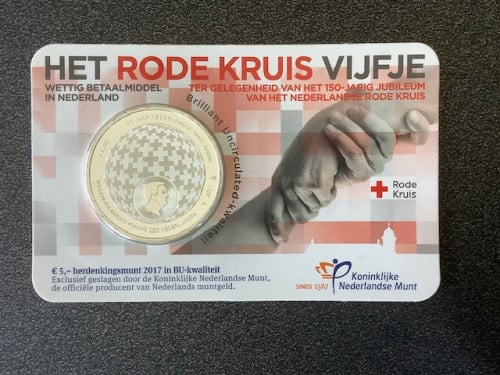 HET RODE KRUIS VIJFJE
WETTIG BETAALMIDDEL
IN NEDERLAND
TER GELEGENHEID VAN HET 150-JARIG JUBILEUM
VAN HET NEDERLANDSE RODE KRUIS
Brilliant Uncirculated-kwaliteit
Rode
Kruis
€ 5,– herdenkingsmunt 2017 in BU-kwaliteit
Exclusief geslagen door de Koninklijke Nederlandse Munt,
de officiële producent van Nederlands muntgeld.
SINDS 1567
Koninklijke
Nederlandse Munt